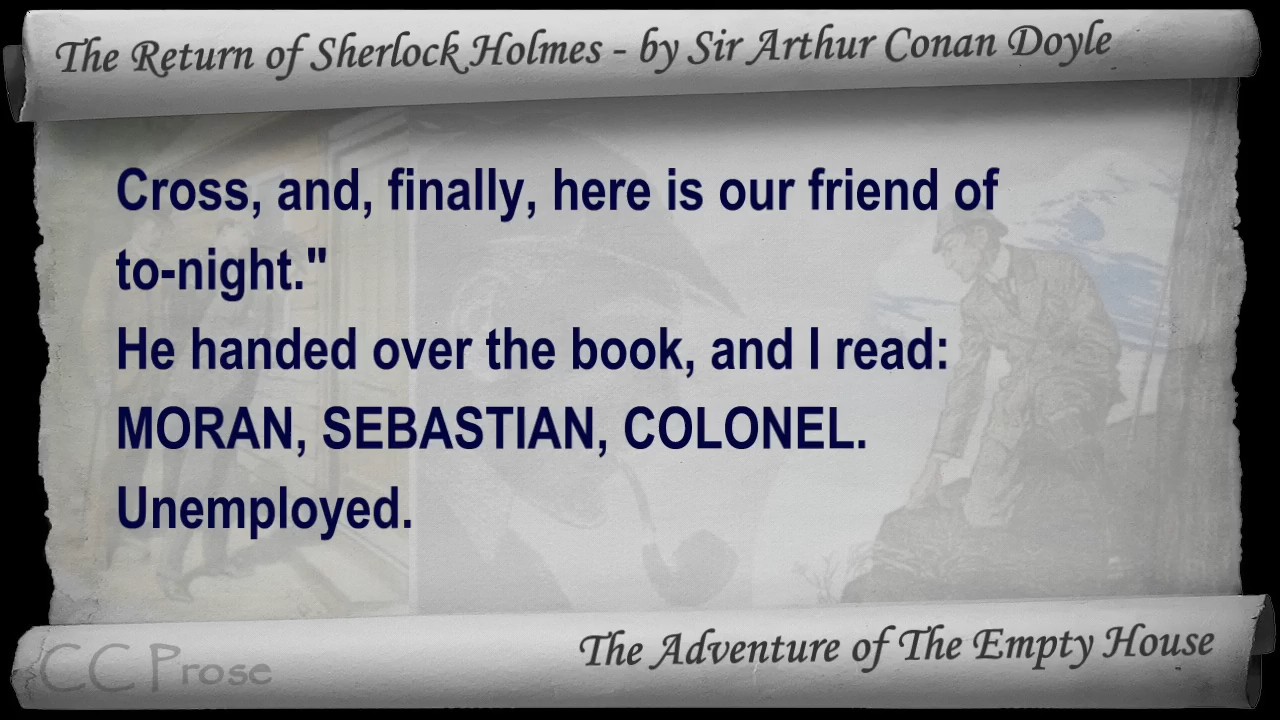 The Return of Sherlock Holmes - by Sir Arthur Conan Doyle
Cross, and, finally, here is our friend of
to-night."
He handed over the book, and I read:
MORAN, SEBASTIAN, COLONEL.
Unemployed.
The Adventure of The Empty House
CC Prose